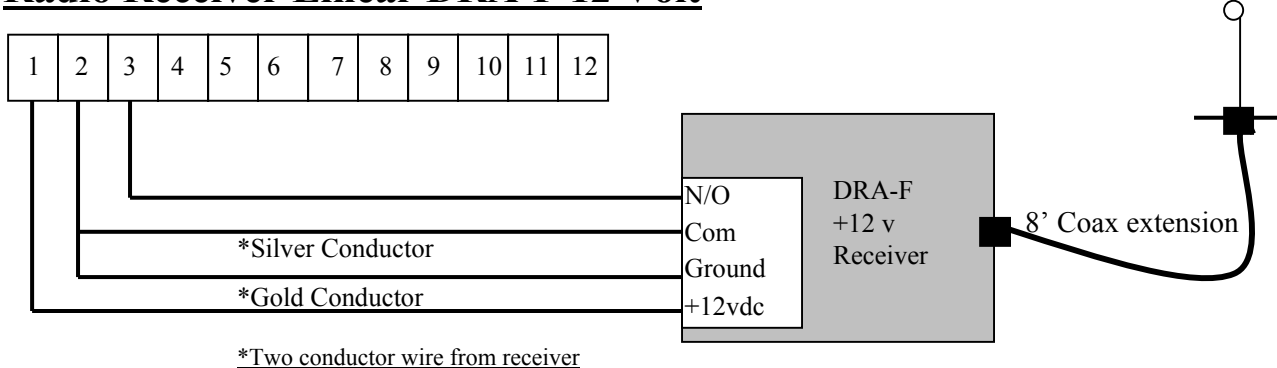 Radio Receiver Linear DRA-F 12 Volt
1 2 3 4 5 6 7 8 9 10 11 12
N/O
Com
Ground
+12vdc
DRA-F
+12 v
Receiver
8’ Coax extension
*Silver Conductor
*Gold Conductor
*Two conductor wire from receiver